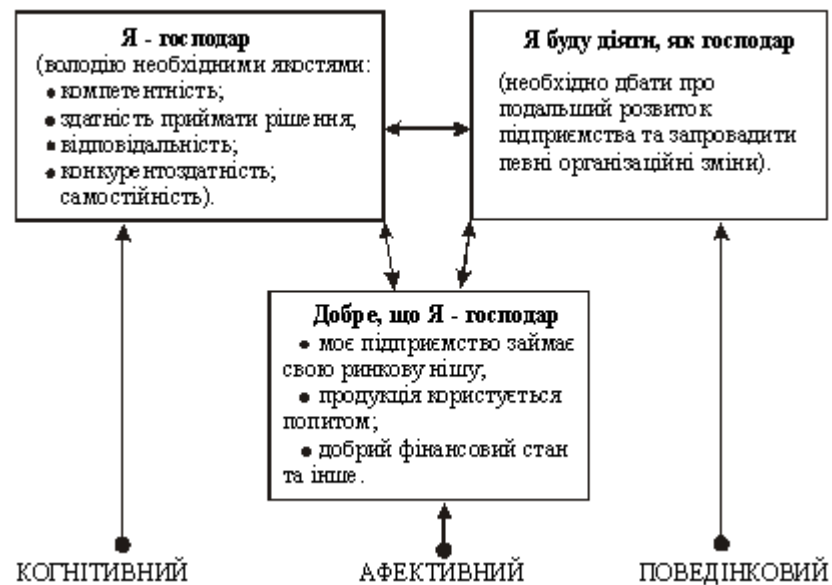 Я - господар
(володію необхідними якостями:
• компетентність;
• здатність приймати рішення;
• відповідальність;
• конкурентоздатність;
самостійність).
Я буду діяти, як господар
(необхідно дбати про
подальший розвиток
підприємства та запровадити
певні організаційні зміни).
Добре, що Я - господар
• моє підприємство займає
свою ринкову нішу;
• продукція користується
попитом;
• добрий фінансовий стан
та інше.
КОГНІТИВНИЙ
АФЕКТИВНИЙ
ПОВЕДІНКОВИЙ